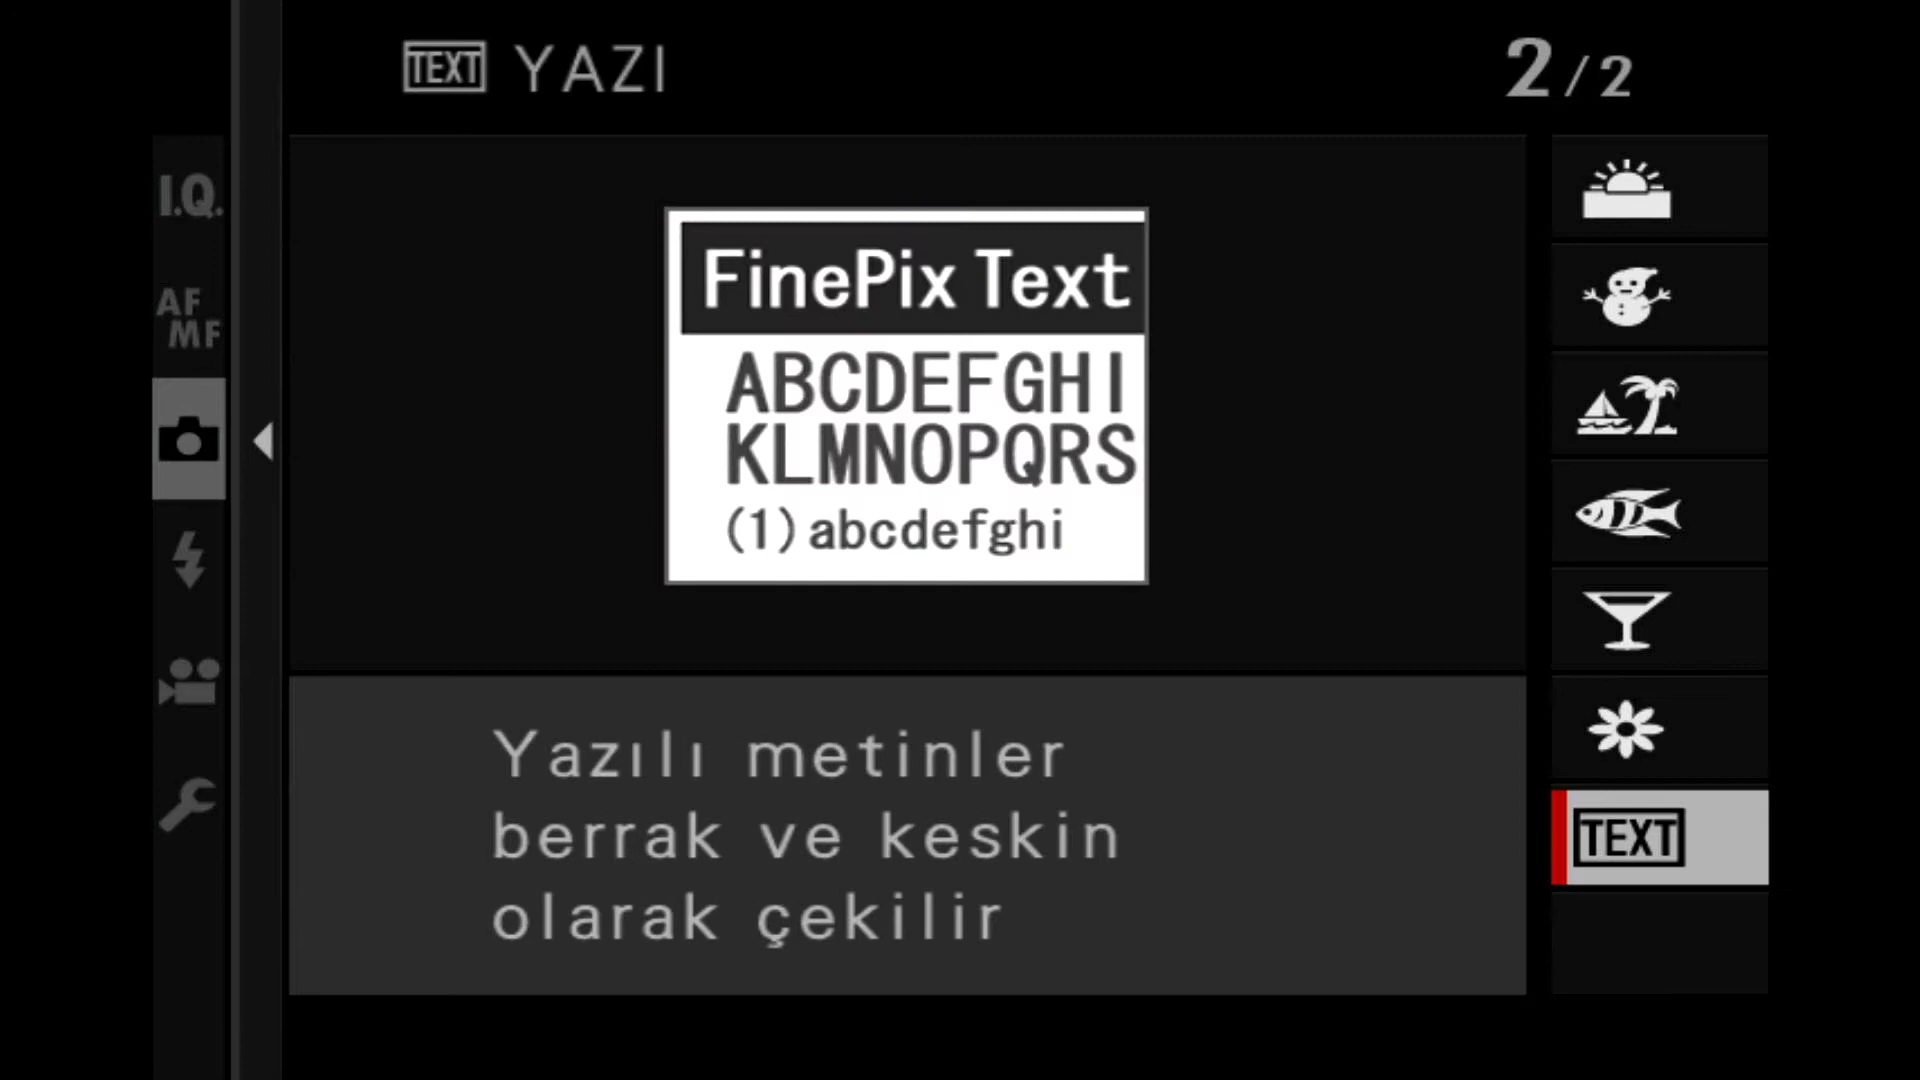 TEXT YAZI
2/2
I.Q.
AF
MF
FinePix Text
ABCDEFGHI
KLMNOPQRS
(1) abcdefghi
Yazılı metinler
berrak ve keskin
olarak çekilir
TEXT